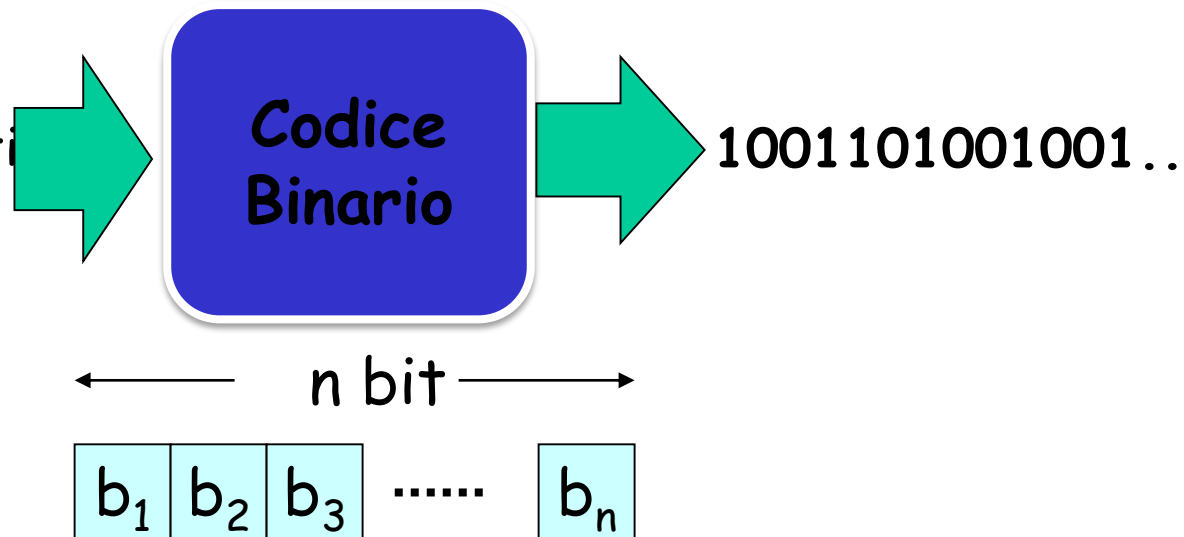 Codice
Binario
1001101001001..
n bit
b₁ b₂ b₃ ...... bₙ